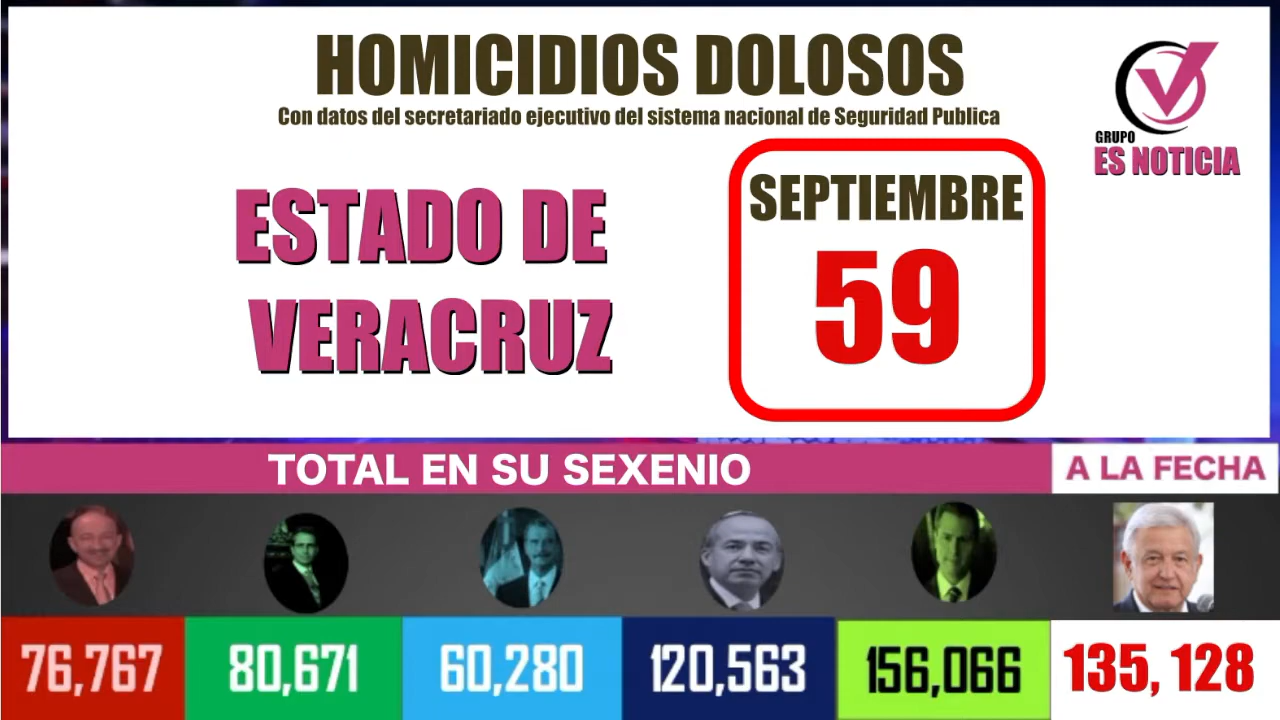 HOMICIDIOS DOLOSOS
Con datos del secretariado ejecutivo del sistema nacional de Seguridad Publica
GRUPO
ES NOTICIA
ESTADO DE
VERACRUZ
SEPTIEMBRE
59
TOTAL EN SU SEXENIO
A LA FECHA
76,767
80,671
60,280
120,563
156,066
135, 128